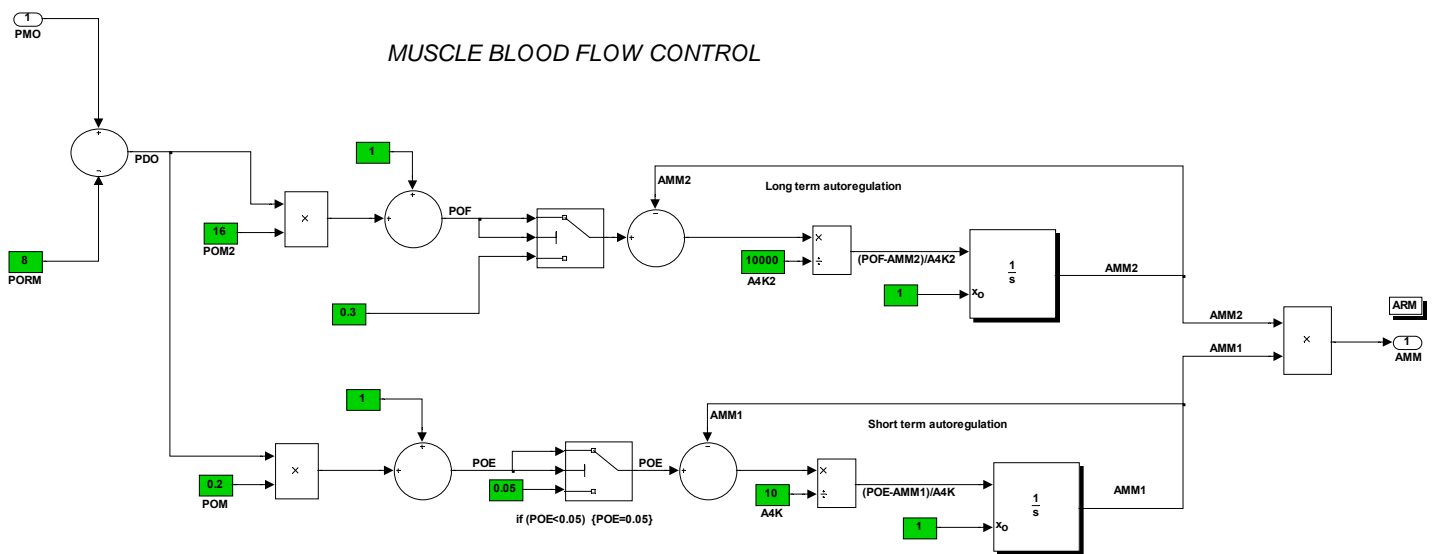 1
PMO
MUSCLE BLOOD FLOW CONTROL
+
-
PDO
8
PORM
16
POM2
×
1
+
+
POF
0.3
AMM2
Long term autoregulation
-
+
10000
A4K2
×
÷
(POF-AMM2)/A4K2
1
1
s
xo
AMM2
AMM2
AMM1
×
ARM
1
AMM
0.2
POM
×
1
+
+
POE
0.05
if (POE<0.05) {POE=0.05}
POE
AMM1
Short term autoregulation
-
+
10
A4K
×
÷
(POE-AMM1)/A4K
1
1
s
xo
AMM1